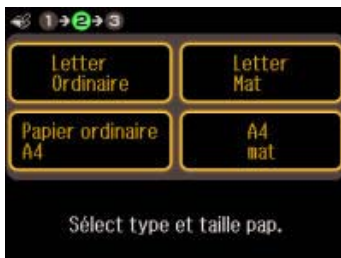 1→2→3
Letter
Ordinaire
Letter
Mat
Papier ordinaire
A4
A4
mat
Sélect type et taille pap.